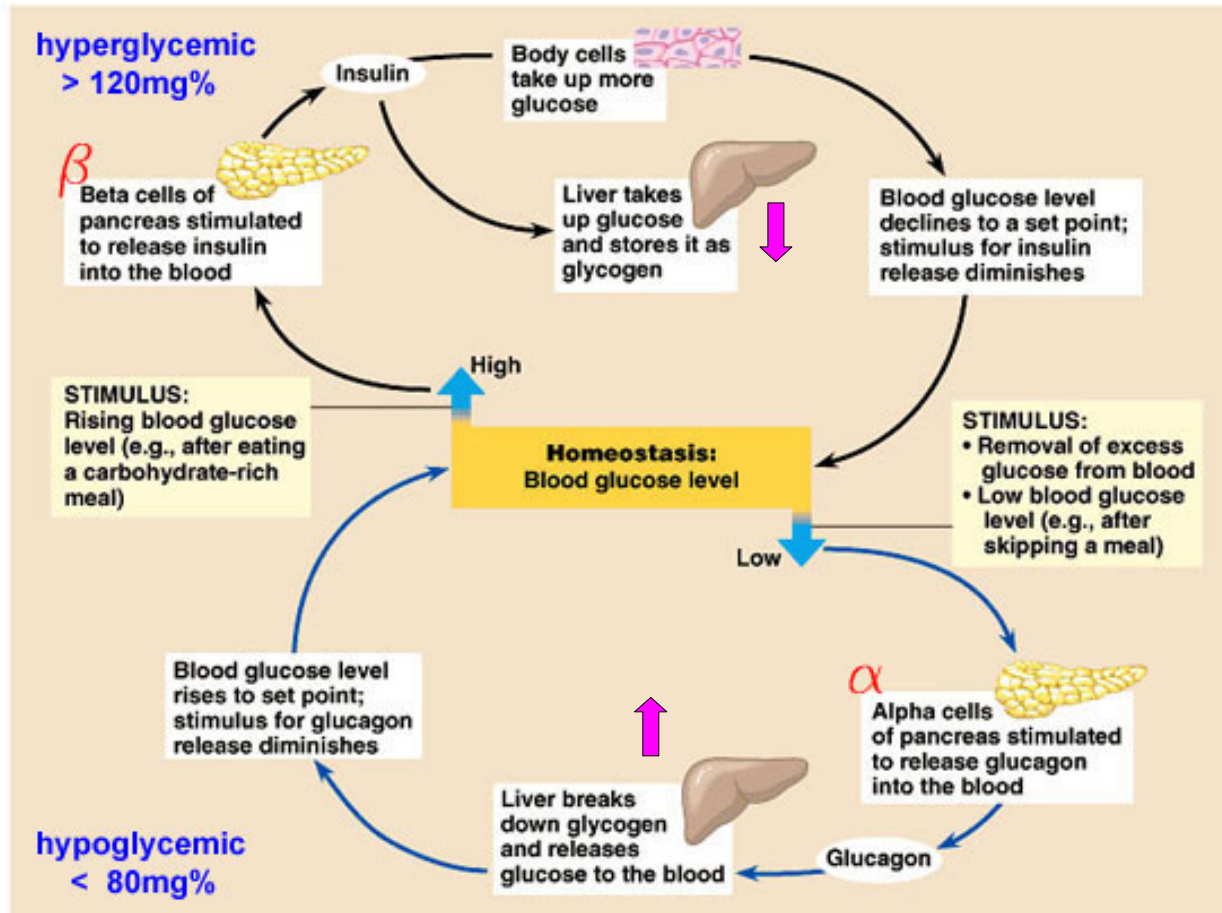 hyperglycemic
> 120mg%
Insulin
Body cells
take up more
glucose
β
Beta cells of
pancreas stimulated
to release insulin
into the blood
Liver takes
up glucose
and stores it as
glycogen
Blood glucose level
declines to a set point;
stimulus for insulin
release diminishes
High
STIMULUS:
Rising blood glucose
level (e.g., after eating
a carbohydrate-rich
meal)
Homeostasis:
Blood glucose level
STIMULUS:
• Removal of excess
glucose from blood
• Low blood glucose
level (e.g., after
skipping a meal)
Low
α
Alpha cells
of pancreas stimulated
to release glucagon
into the blood
Glucagon
Liver breaks
down glycogen
and releases
glucose to the blood
Blood glucose level
rises to set point;
stimulus for glucagon
release diminishes
hypoglycemic
< 80mg%